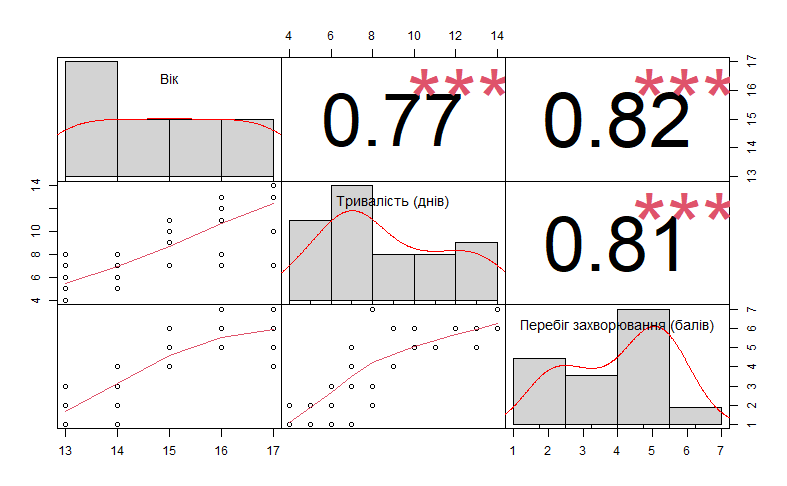 4 6 8 10 12 14
Вік
0.77 ***
0.82 ***
13 14 15 16 17
4 6 8 10 14
Тривалість (днів)
0.81 ***
Перебіг захворювання (балів)
1 2 3 4 5 6 7
13 14 15 16 17
1 2 3 4 5 6 7